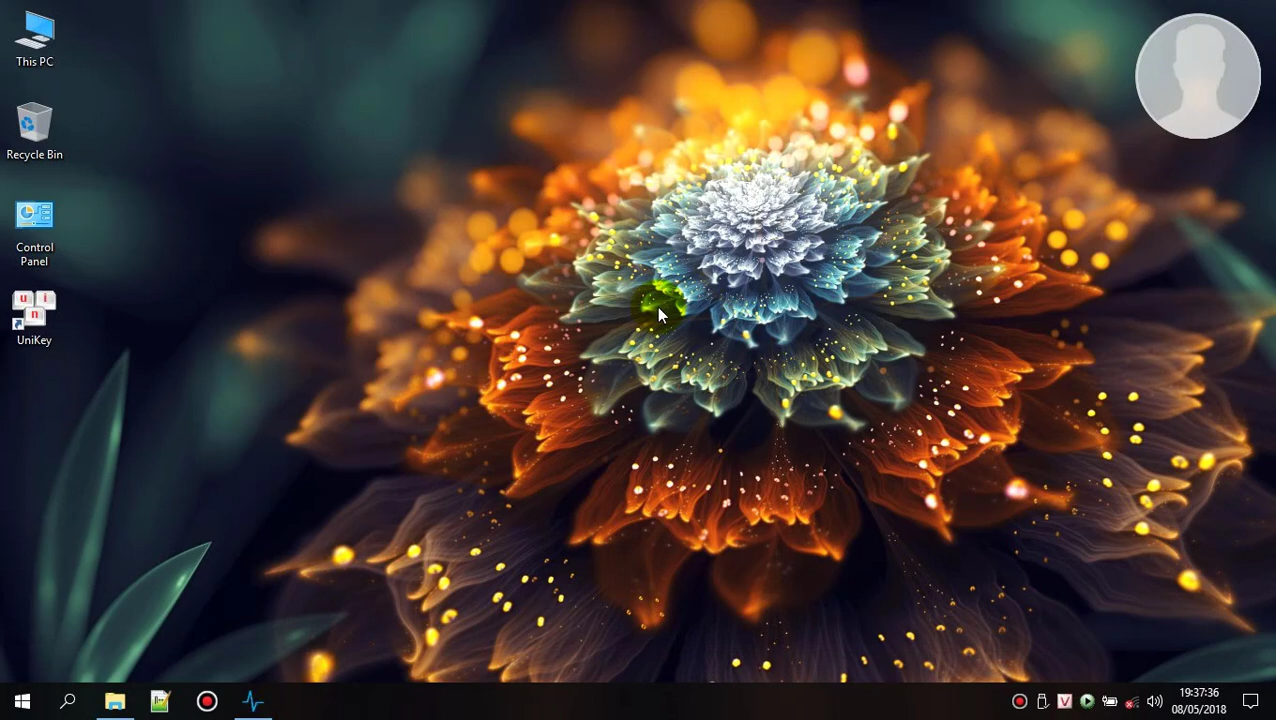 This PC
Recycle Bin
Control
Panel
u i
n
UniKey
V
19:37:36
08/05/2018